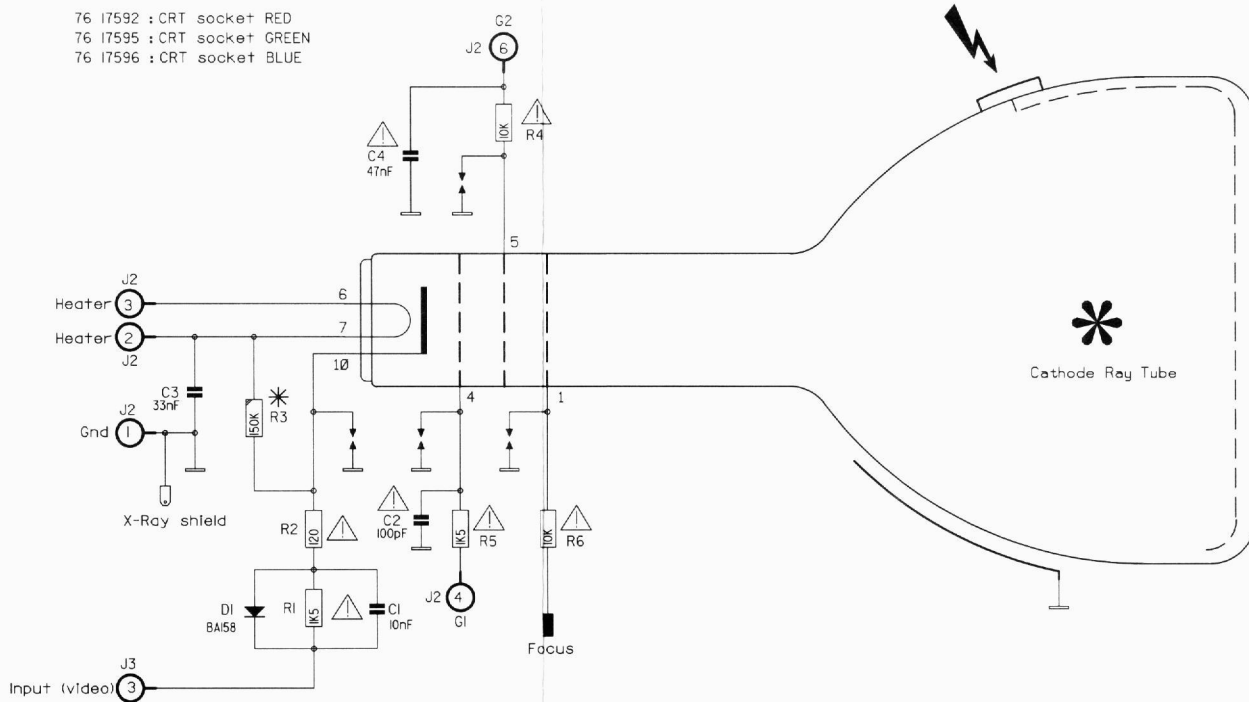 76 17592 : CRT socket RED
76 17595 : CRT socket GREEN
76 17596 : CRT socket BLUE
G2
J2 6
10K
R4
C4
47nF
5
J2
Heater 3
6
Heater 2
J2
7
10
C3
33nF
150K
R3
J2
Gnd 1
X-Ray shield
4
1
Cathode Ray Tube
R2
120
C2
100pF
1K5
R5
10K
R6
D1
BA158
R1
1K5
C1
10nF
J2 4
G1
Focus
J3
Input (video) 3